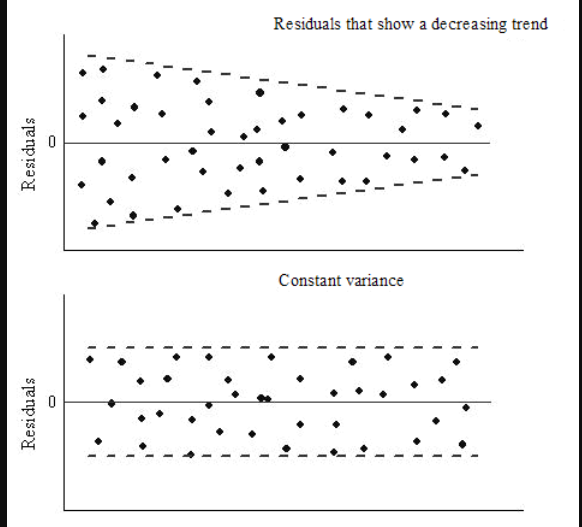 Residuals that show a decreasing trend
Residuals
0
Constant variance
Residuals
0